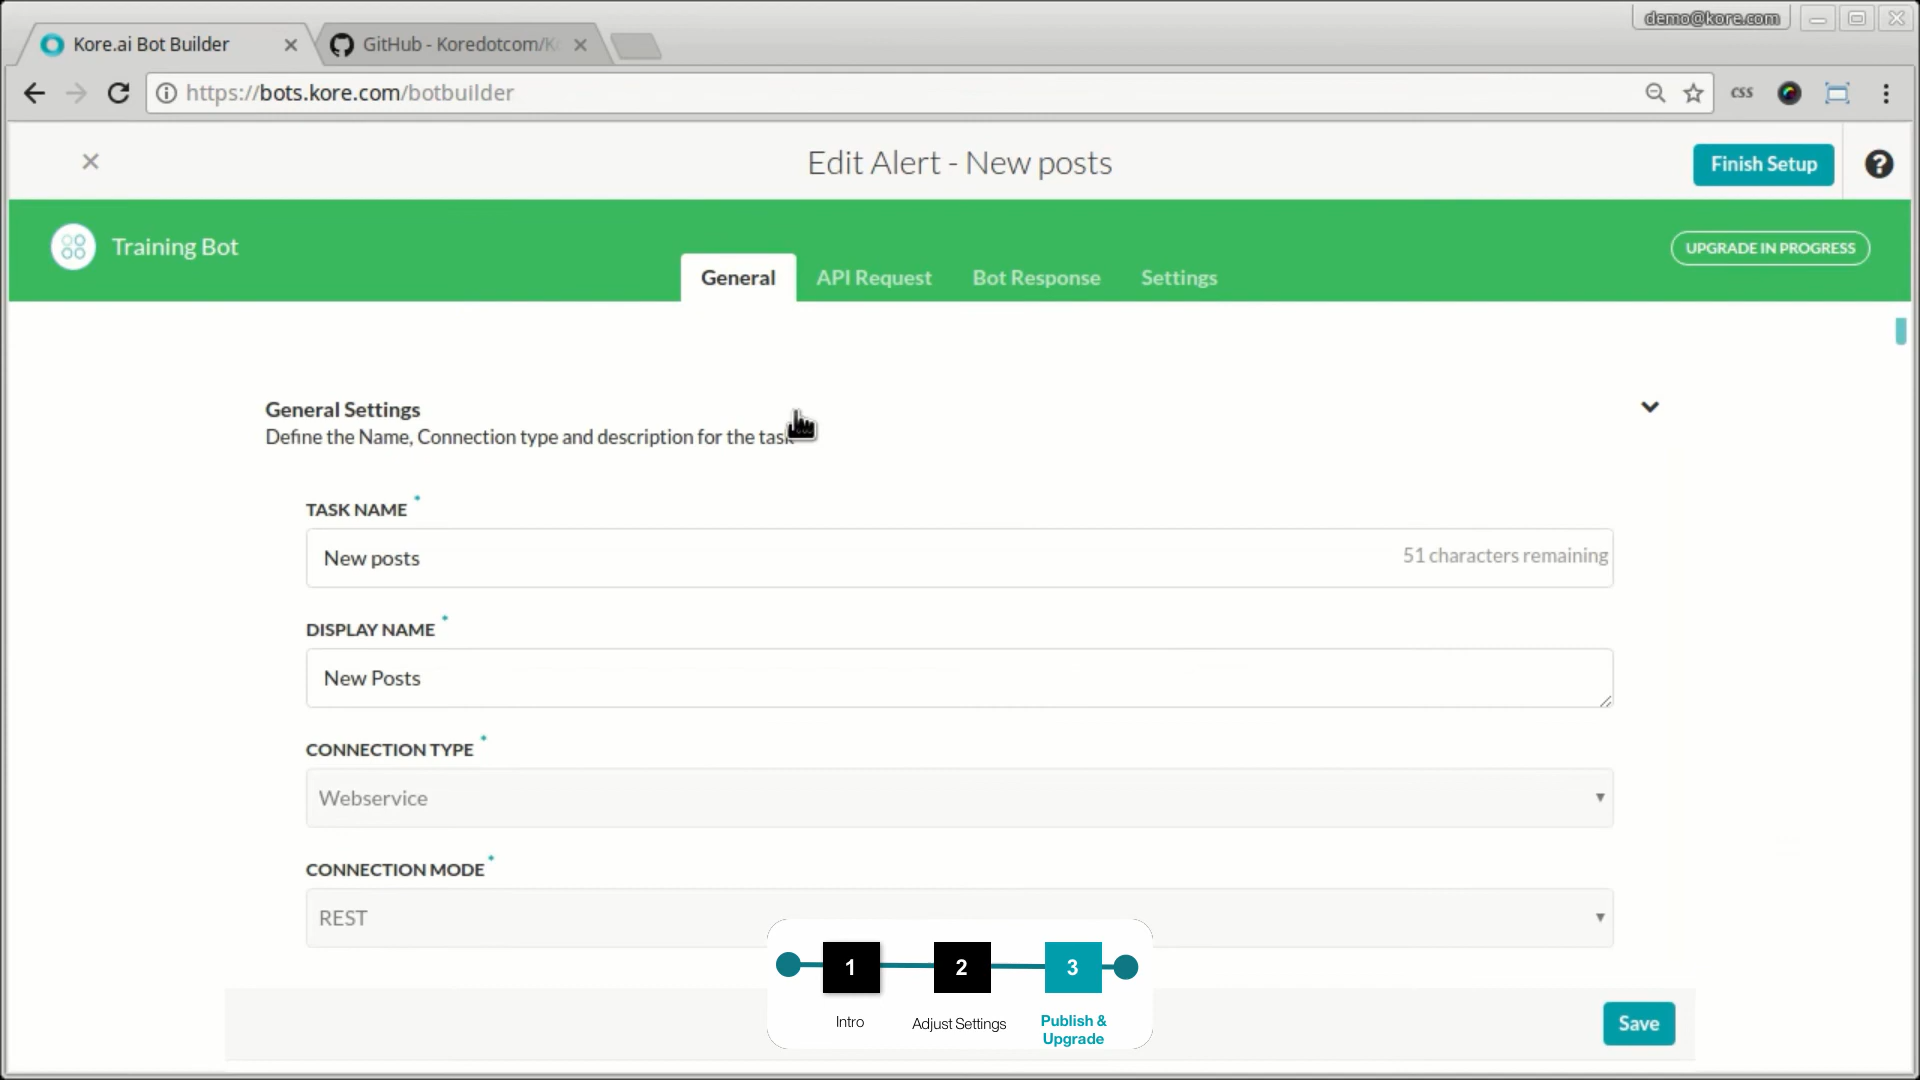 demo@kore.com
Kore.ai Bot Builder
GitHub - Koredotcom/K
https://bots.kore.com/botbuilder
css
Edit Alert - New posts
Finish Setup
?
Training Bot
UPGRADE IN PROGRESS
General
API Request
Bot Response
Settings
General Settings
Define the Name, Connection type and description for the task
TASK NAME *
New posts
51 characters remaining
DISPLAY NAME *
New Posts
CONNECTION TYPE *
Webservice
CONNECTION MODE *
REST
1
2
3
Intro
Adjust Settings
Publish &
Upgrade
Save